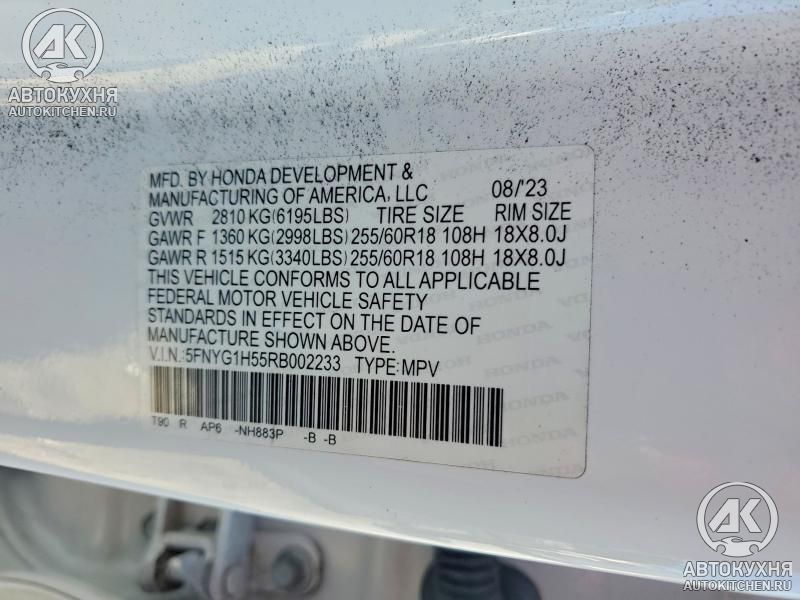 АВТОКУХНЯ
AUTOKITCHEN.RU
MFD. BY HONDA DEVELOPMENT &
MANUFACTURING OF AMERICA, LLC 08/'23
GVWR 2810 KG(6195LBS) TIRE SIZE RIM SIZE
GAWR F 1360 KG(2998LBS) 255/60R18 108H 18X8.0J
GAWR R 1515 KG(3340LBS) 255/60R18 108H 18X8.0J
THIS VEHICLE CONFORMS TO ALL APPLICABLE
FEDERAL MOTOR VEHICLE SAFETY
STANDARDS IN EFFECT ON THE DATE OF
MANUFACTURE SHOWN ABOVE.
V.I.N.:5FNYG1H55RB002233 TYPE:MPV
T90 R AP6 -NH883P -B -B
АВТОКУХНЯ
AUTOKITCHEN.RU